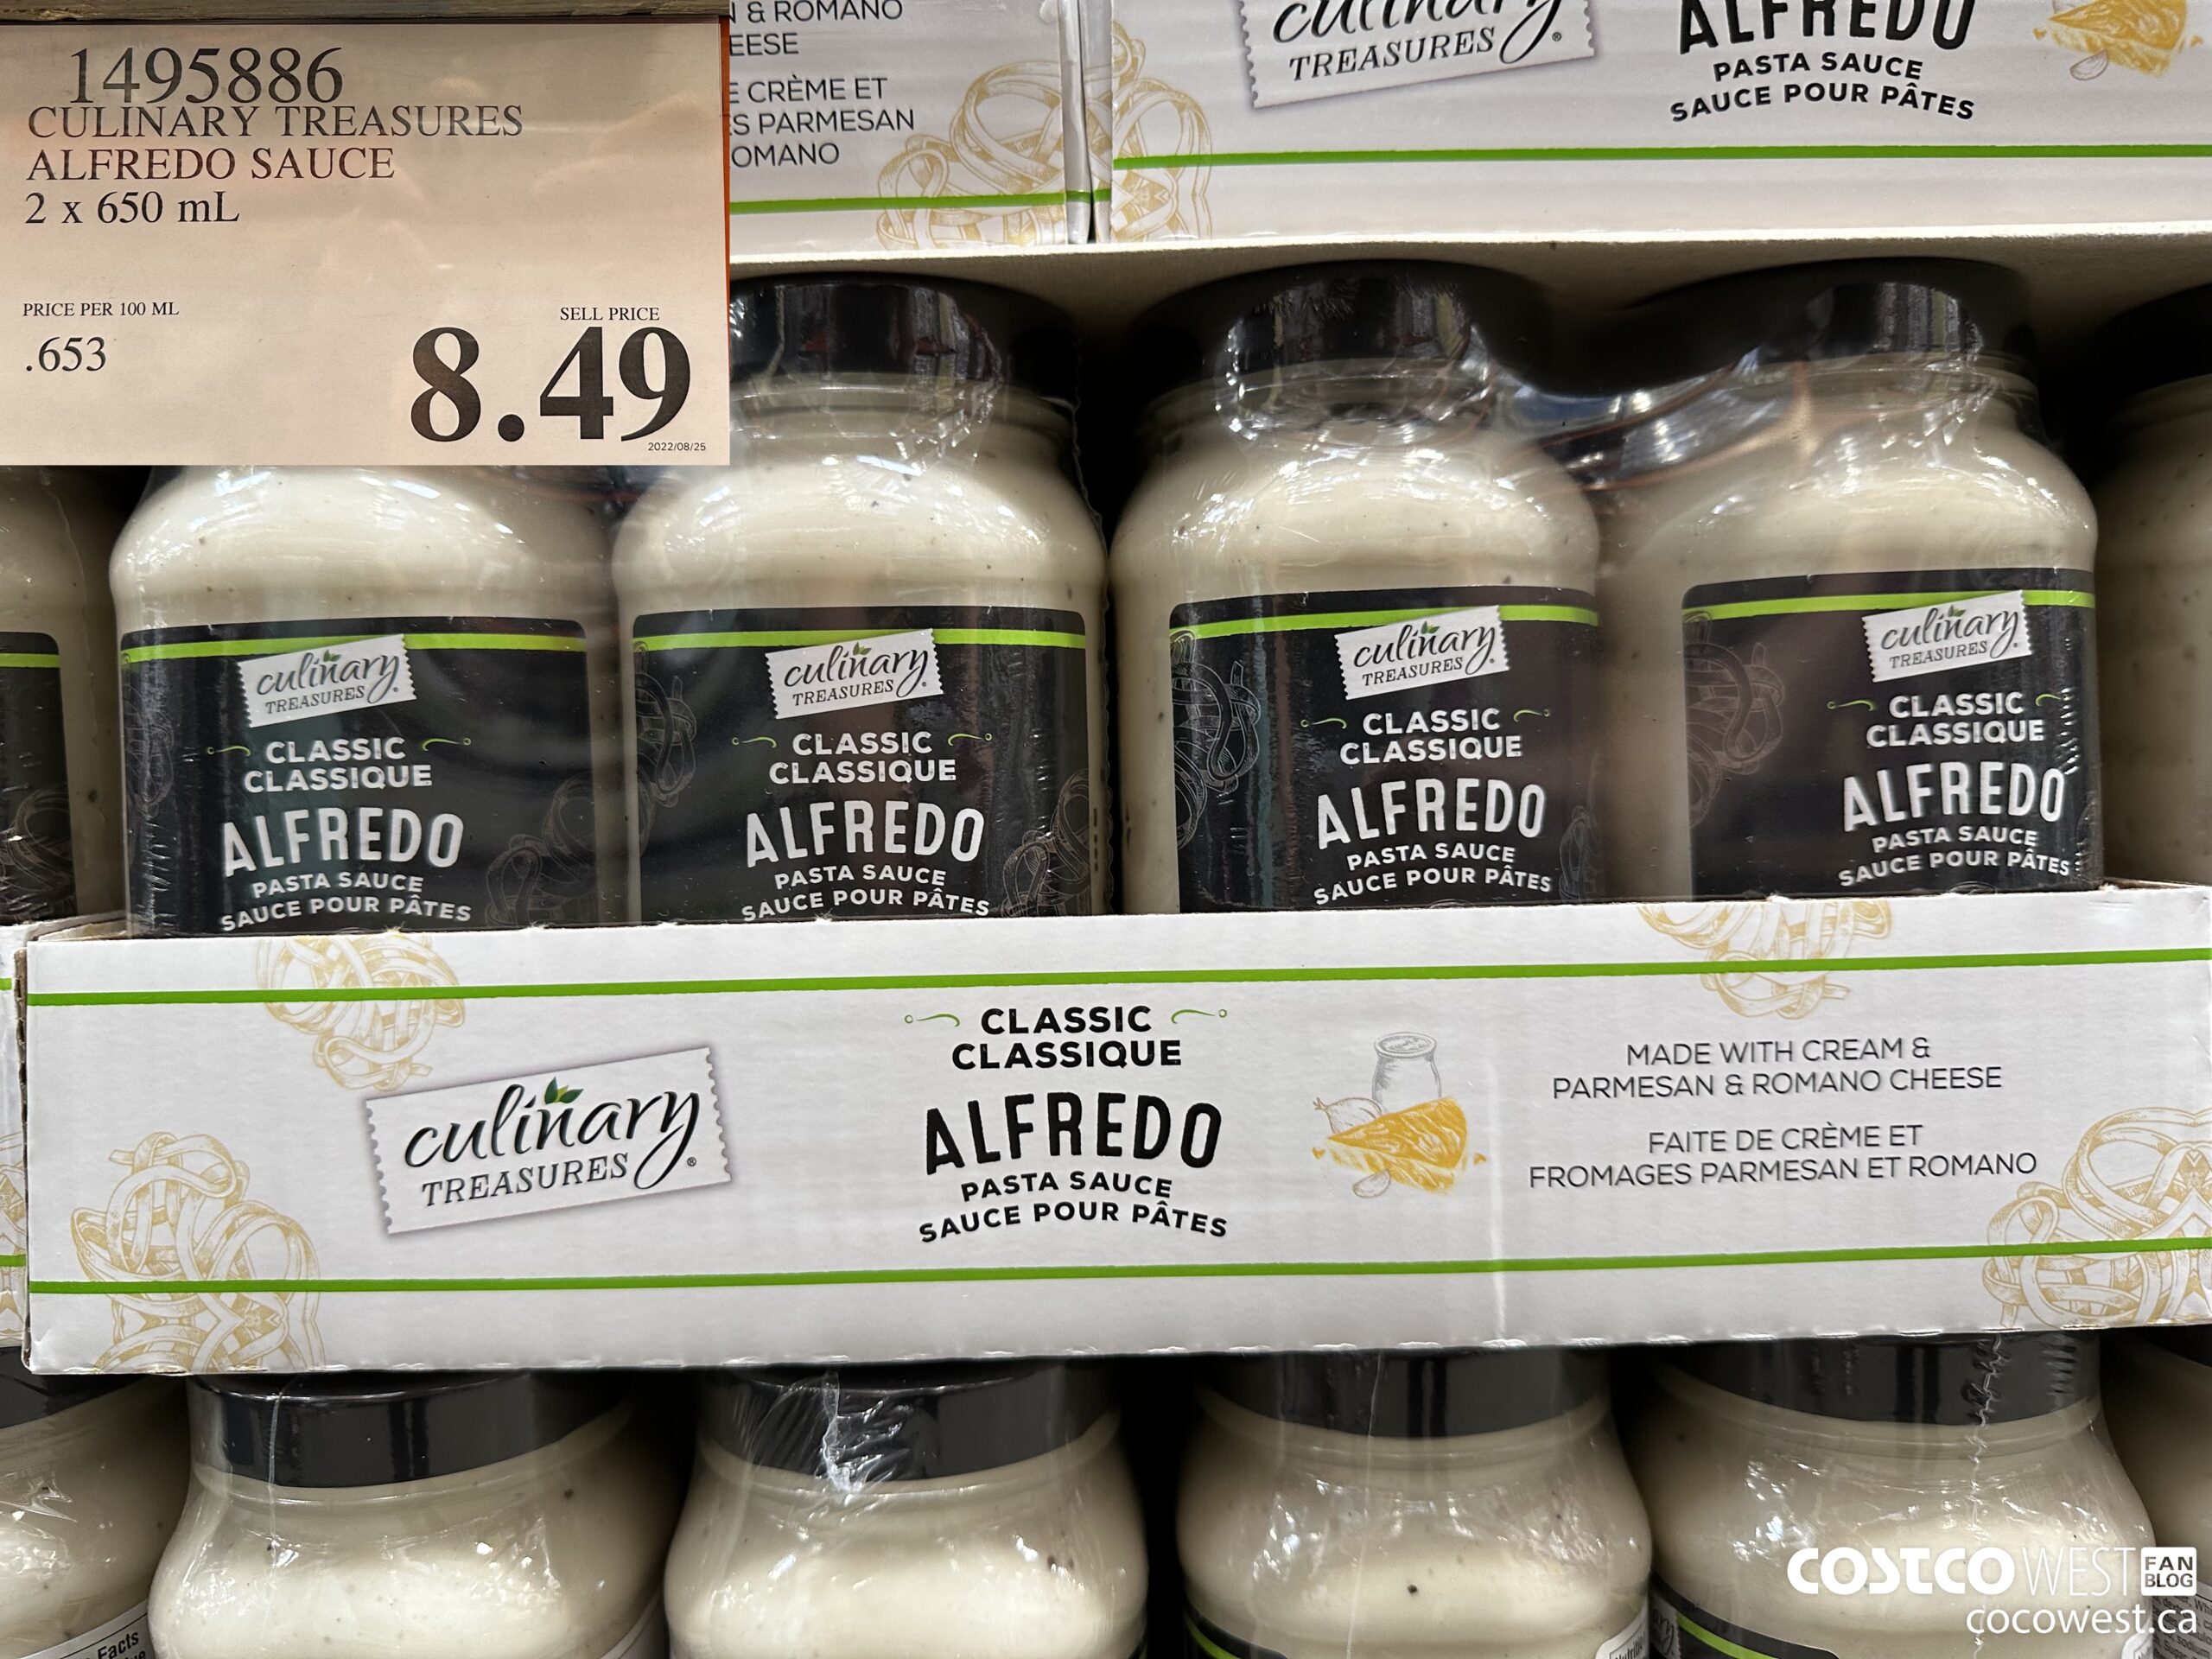 1495886
CULINARY TREASURES
ALFREDO SAUCE
2 x 650 mL
PRICE PER 100 ML
.653
SELL PRICE
8.49
2022/08/25
& ROMANO
CRÈME ET
PARMESAN
culinary
TREASURES
ALFREDO
PASTA SAUCE
SAUCE POUR PÂTES
culinary
TREASURES®
CLASSIC
CLASSIQUE
ALFREDO
PASTA SAUCE
SAUCE POUR PÂTES
culinary
TREASURES®
CLASSIC
CLASSIQUE
ALFREDO
PASTA SAUCE
SAUCE POUR PÂTES
culinary
TREASURES®
CLASSIC
CLASSIQUE
ALFREDO
PASTA SAUCE
SAUCE POUR PÂTES
culinary
TREASURES®
CLASSIC
CLASSIQUE
ALFREDO
PASTA SAUCE
SAUCE POUR PÂTES
culinary
TREASURES®
CLASSIC
CLASSIQUE
ALFREDO
PASTA SAUCE
SAUCE POUR PÂTES
MADE WITH CREAM &
PARMESAN & ROMANO CHEESE
FAITE DE CRÈME ET
FROMAGES PARMESAN ET ROMANO
Facts
COSTCO WEST FAN BLOG
cocowest.ca